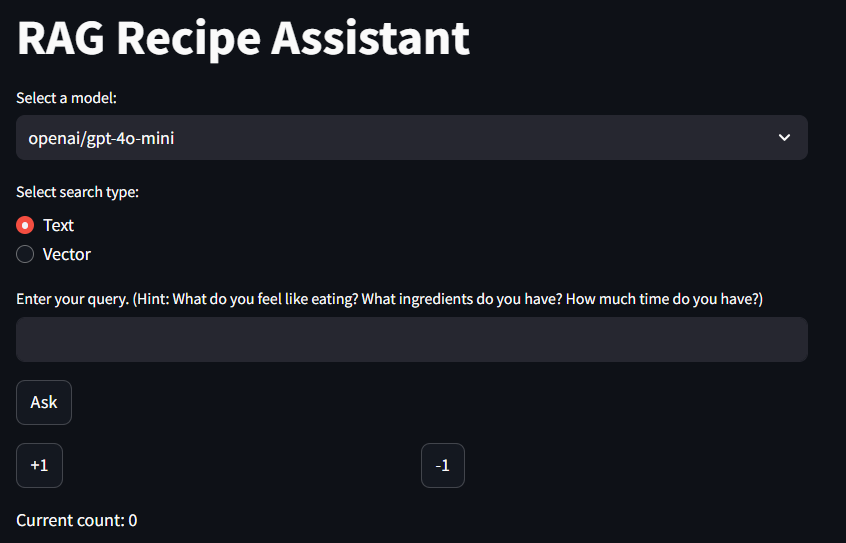 RAG Recipe Assistant
Select a model:
openai/gpt-4o-mini
Select search type:
Text
Vector
Enter your query. (Hint: What do you feel like eating? What ingredients do you have? How much time do you have?)
Ask
+1
-1
Current count: 0